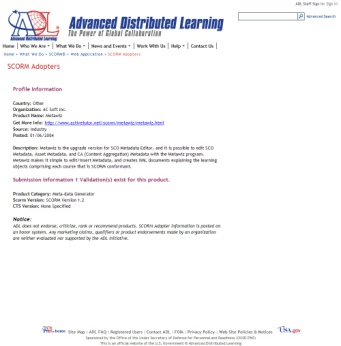 ADL_Staff Sign In: Sign In
ADL
Advanced Distributed Learning
Advanced Distributed Learning
The Power of Global Collaboration
Advanced Search
Home | Who We Are | What We Do | News and Events | Work With Us | Help | Contact Us |
Home > What We Do > SCORM® > Web Application > SCORM Adopters
SCORM Adopters
Profile Information
Country: Other
Organization: 4C Soft Inc.
Product Name: Metawiz
Get More Info: http://www.activetutor.net/scorm/metawiz/metawiz.html
Source: Industry
Posted: 01/06/2004
Description: Metawiz is the upgrade version for SCO Metadata Editor, and it is possible to edit SCO
Metadata, Asset Metadata, and CA (Content Aggregation) Metadata with the Metawiz program.
Metawiz makes it simple to edit/insert Metadata, and creates XML documents explaining the learning
objects comprising each course that is SCORM conformant.
Submission Information 1 Validation(s) exist for this product.
Product Category: Meta-data Generator
Scorm Version: SCORM Version 1.2
CTS Version: None Specified
Notice:
ADL does not endorse, criticize, rank or recommend products. SCORM Adopter information is posted on
an honor system. Any marketing claims, qualifiers or product endorsements made by an organization
are neither evaluated nor supported by the ADL Initiative.
Site Map | ADL FAQ | Registered Users | Contact ADL | FOIA | Privacy Policy | Web Site Policies & Notices
USA.gov
Sponsored by the Office of the Under Secretary of Defense for Personnel and Readiness (OUSD P&R)
This is an official website of the U.S. Government © Advanced Distributed Learning